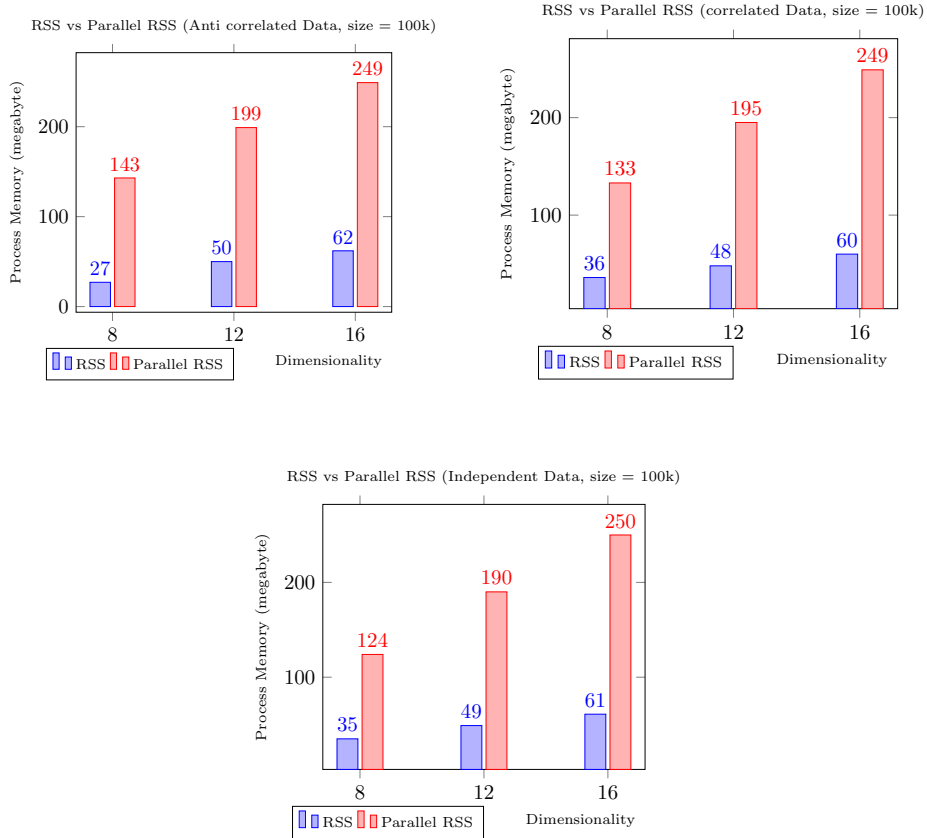 RSS vs Parallel RSS (Anti correlated Data, size = 100k)
Process Memory (megabyte)
249
199
143
62
50
27
200
100
0
8 12 16
Dimensionality
RSS Parallel RSS
RSS vs Parallel RSS (correlated Data, size = 100k)
Process Memory (megabyte)
249
195
133
60
48
36
200
100
8 12 16
Dimensionality
RSS Parallel RSS
RSS vs Parallel RSS (Independent Data, size = 100k)
Process Memory (megabyte)
250
190
124
61
49
35
200
100
8 12 16
Dimensionality
RSS Parallel RSS